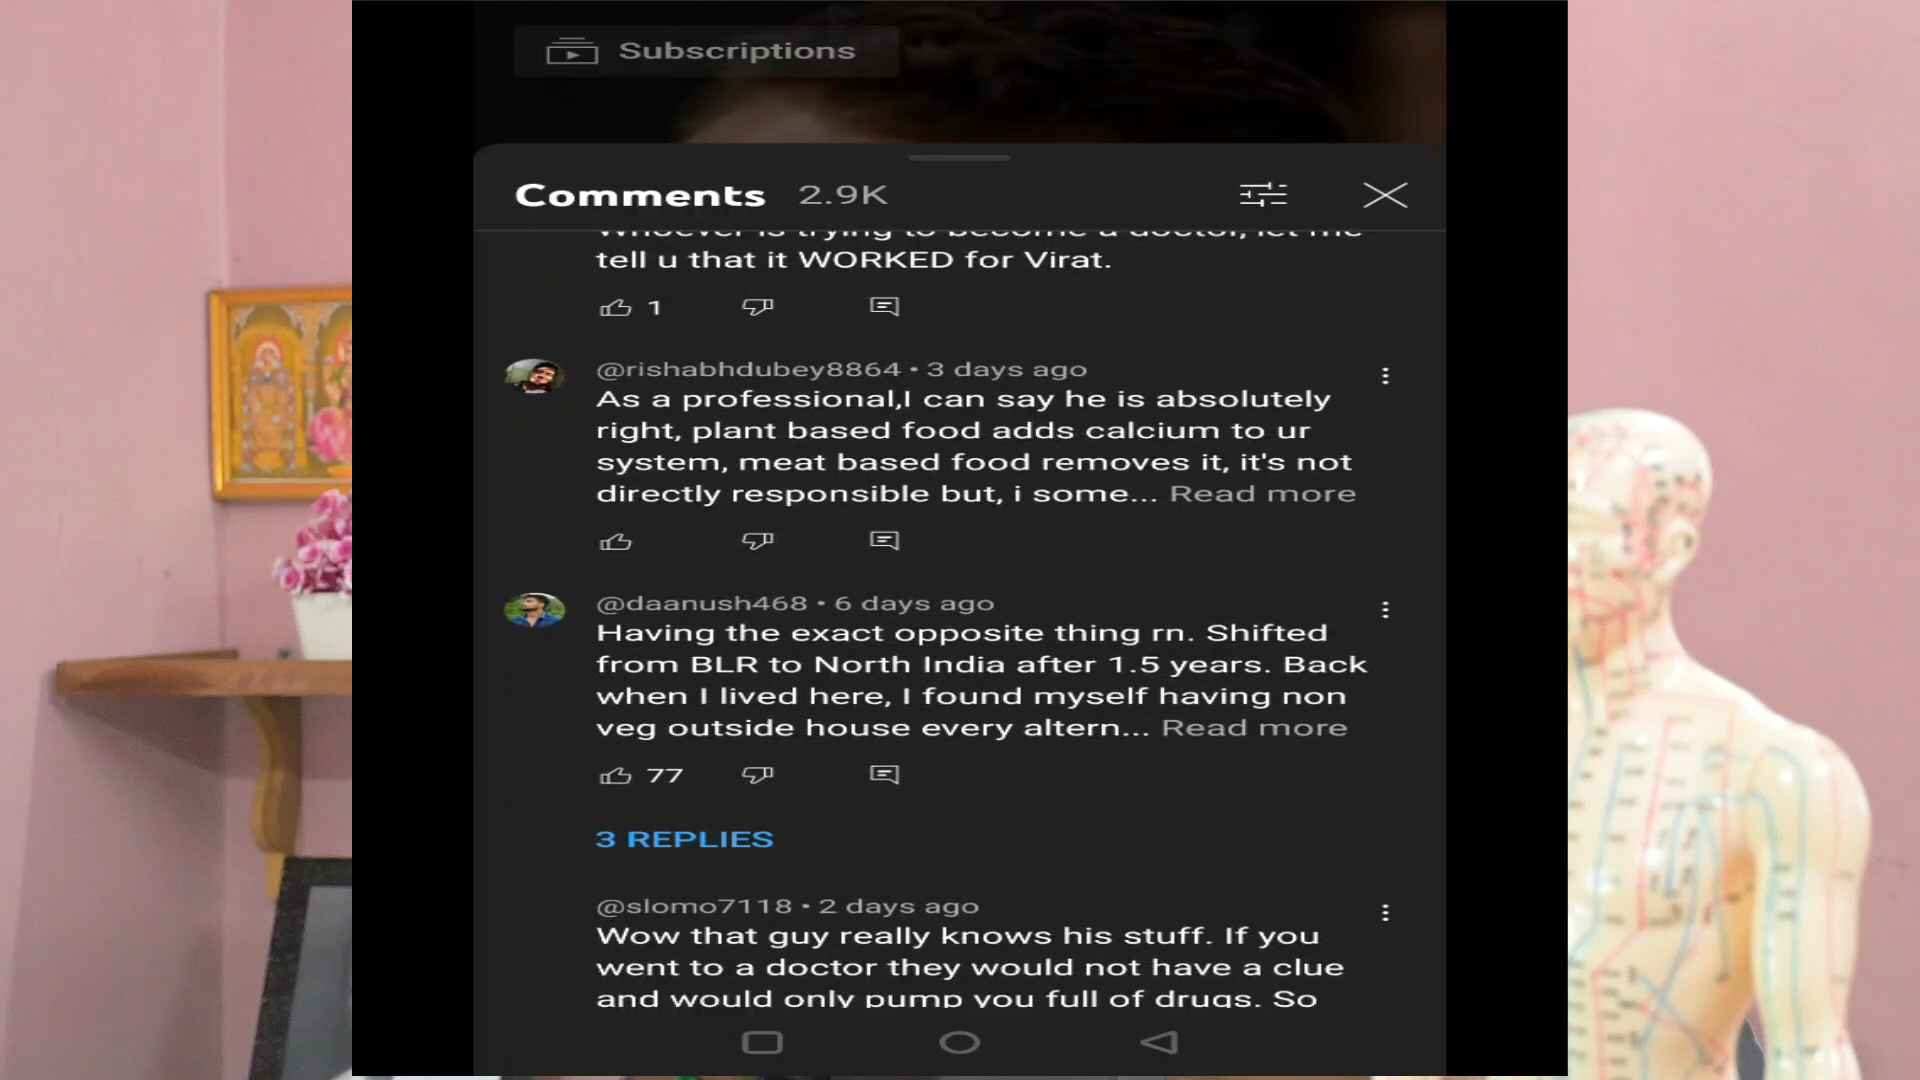 Subscriptions
Comments 2.9K
Whoever is trying to become a doctor, let me
tell u that it WORKED for Virat.
1
@rishabhdubey8864 • 3 days ago
As a professional,I can say he is absolutely
right, plant based food adds calcium to ur
system, meat based food removes it, it's not
directly responsible but, i some... Read more
@daanush468 • 6 days ago
Having the exact opposite thing rn. Shifted
from BLR to North India after 1.5 years. Back
when I lived here, I found myself having non
veg outside house every altern... Read more
77
3 REPLIES
@slomo7118 • 2 days ago
Wow that guy really knows his stuff. If you
went to a doctor they would not have a clue
and would only pump you full of drugs. So